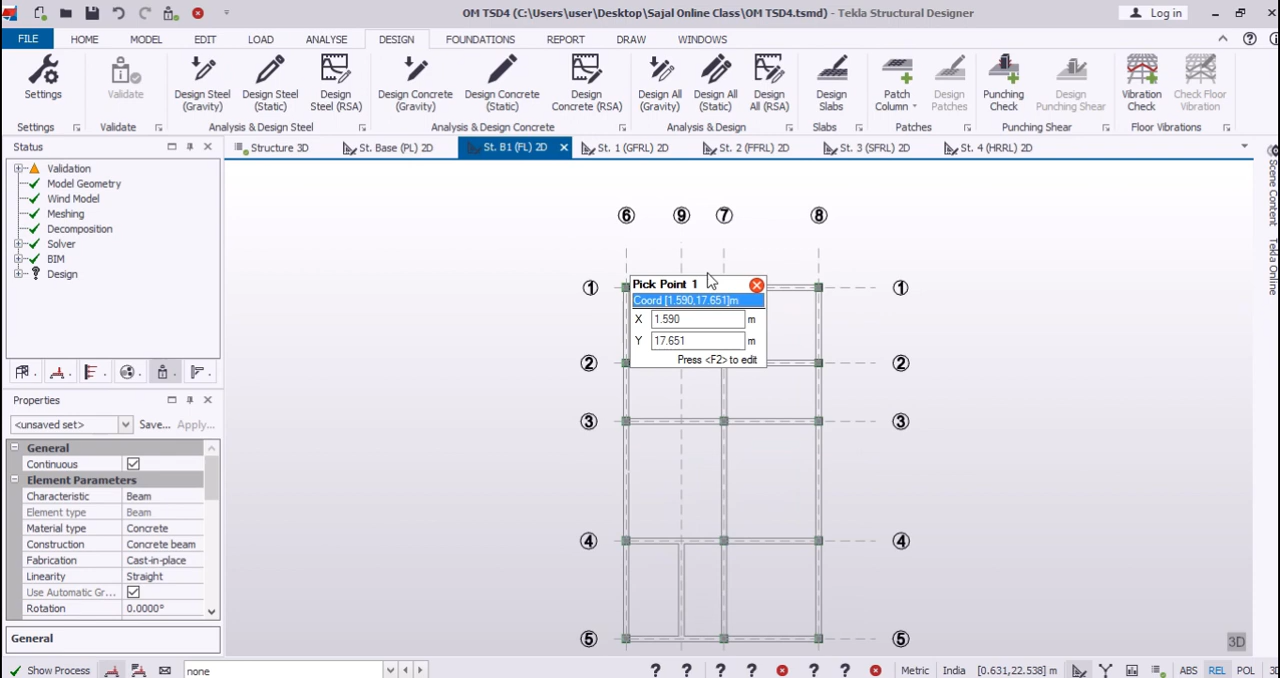 OM TSD4 (C:\Users\user\Desktop\Sajal Online Class\OM TSD4.tsmd) - Tekla Structural Designer
Log in
FILE HOME MODEL EDIT LOAD ANALYSE DESIGN FOUNDATIONS REPORT DRAW WINDOWS
Settings
Validate
Design Steel (Gravity)
Design Steel (Static)
Design Steel (RSA)
Design Concrete (Gravity)
Design Concrete (Static)
Design Concrete (RSA)
Design All (Gravity)
Design All (Static)
Design All (RSA)
Design Slabs
Patch Column
Design Patches
Punching Check
Design Punching Shear
Vibration Check
Check Floor Vibration
Settings Validate Analysis & Design Steel Analysis & Design Concrete Analysis & Design Slabs Patches Punching Shear Floor Vibrations
Status
Structure 3D St. Base (PL) 2D St. B1 (FL) 2D St. 1 (GFRL) 2D St. 2 (FFRL) 2D St. 3 (SFRL) 2D St. 4 (HRRL) 2D
Validation
Model Geometry
Wind Model
Meshing
Decomposition
Solver
BIM
Design
Properties
<unsaved set> Save... Apply...
General
Continuous
Element Parameters
Characteristic Beam
Element type Beam
Material type Concrete
Construction Concrete beam
Fabrication Cast-in-place
Linearity Straight
Use Automatic Gr...
Rotation 0.0000°
General
6 9 7 8
1 1
2 2
3 3
4 4
5 5
Pick Point 1
Coord [1.590,17.651]m
X 1.590 m
Y 17.651 m
Press <F2> to edit
3D
Scene Content
Tekla Online
Show Process
none
? ? ? ? ? ? ?
Metric India [0.631,22.538] m
ABS REL POL 3D